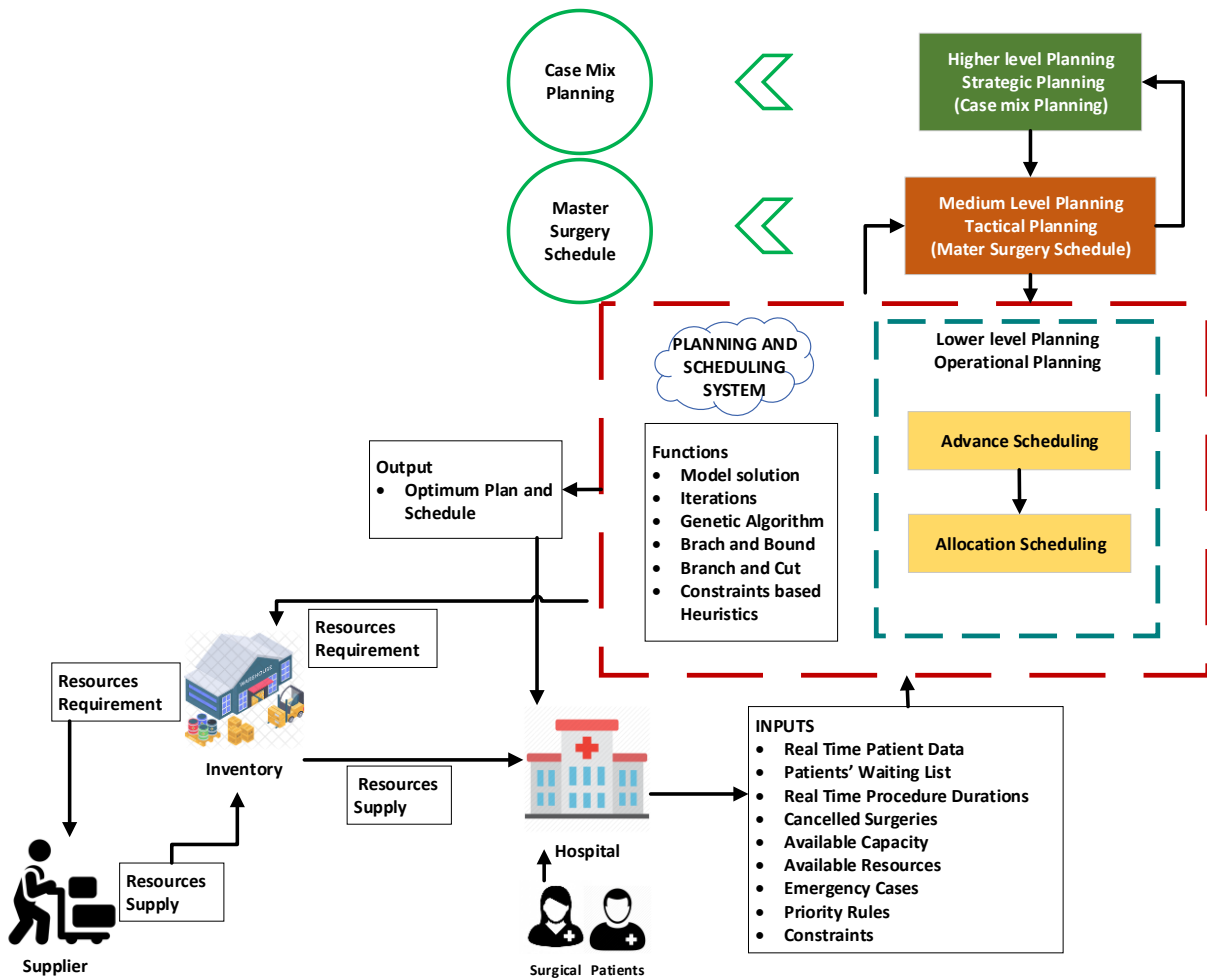 Case Mix
Planning
Higher level Planning
Strategic Planning
(Case mix Planning)
Master
Surgery
Schedule
Medium Level Planning
Tactical Planning
(Mater Surgery Schedule)
PLANNING AND
SCHEDULING
SYSTEM
Lower level Planning
Operational Planning
Advance Scheduling
Allocation Scheduling
Functions
• Model solution
• Iterations
• Genetic Algorithm
• Brach and Bound
• Branch and Cut
• Constraints based
Heuristics
Output
• Optimum Plan and
Schedule
Resources
Requirement
Resources
Requirement
WAREHOUSE
Inventory
Resources
Supply
Hospital
INPUTS
• Real Time Patient Data
• Patients’ Waiting List
• Real Time Procedure Durations
• Cancelled Surgeries
• Available Capacity
• Available Resources
• Emergency Cases
• Priority Rules
• Constraints
Resources
Supply
Supplier
Surgical Patients